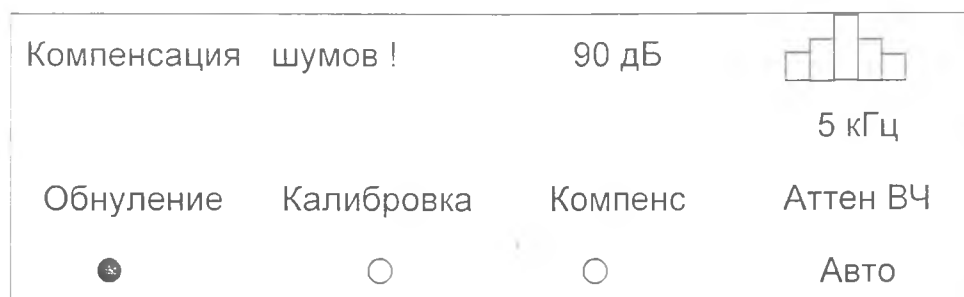 Компенсация шумов ! 90 дБ
5 кГц
Обнуление Калибровка Компенс Аттен ВЧ
Авто